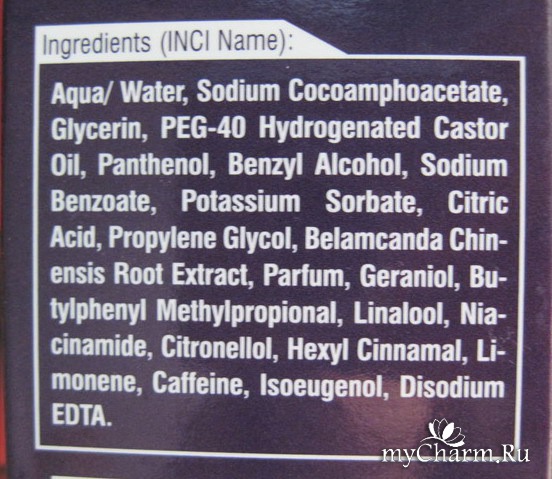 Ingredients (INCI Name):
Aqua/ Water, Sodium Cocoamphoacetate,
Glycerin, PEG-40 Hydrogenated Castor
Oil, Panthenol, Benzyl Alcohol, Sodium
Benzoate, Potassium Sorbate, Citric
Acid, Propylene Glycol, Belamcanda Chin-
ensis Root Extract, Parfum, Geraniol, Bu-
tylphenyl Methylpropional, Linalool, Nia-
cinamide, Citronellol, Hexyl Cinnamal, Li-
monene, Caffeine, Isoeugenol, Disodium
EDTA.
myCharm.Ru